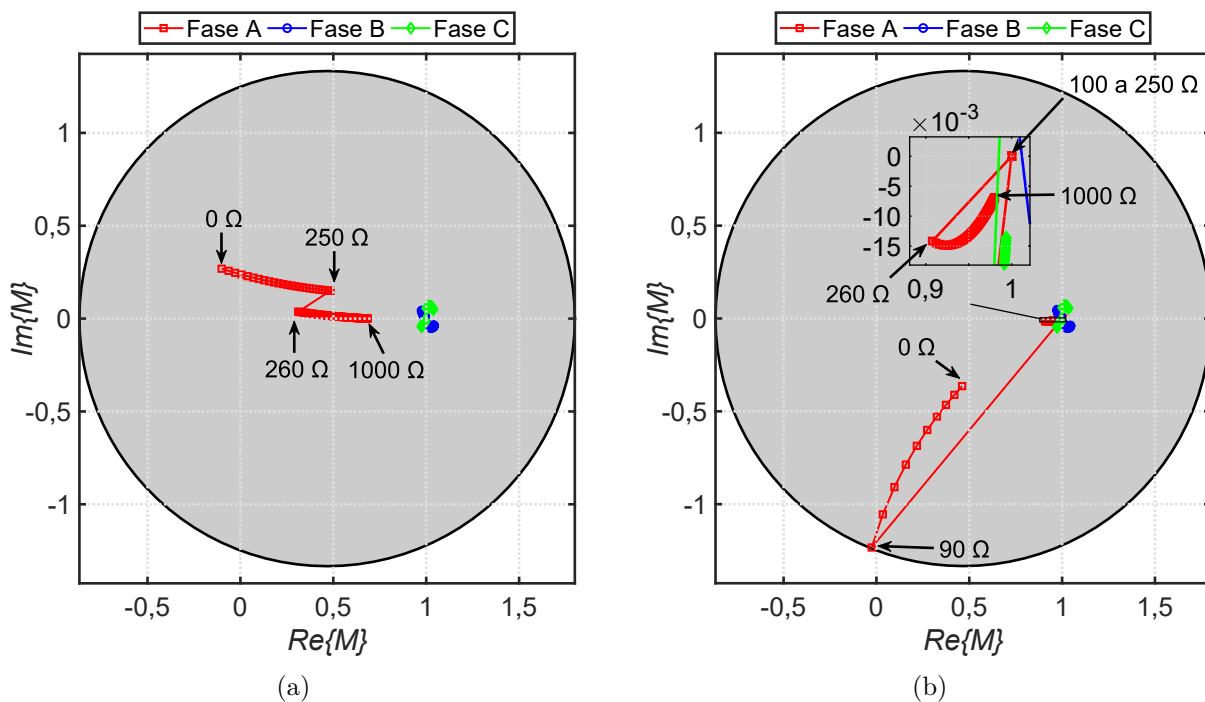 Fase A Fase B Fase C
1
0,5
0
-0,5
-1
Im{M}
-0,5 0 0,5 1 1,5
Re{M}
0 Ω
250 Ω
260 Ω
1000 Ω
(a)
Fase A Fase B Fase C
1
0,5
0
-0,5
-1
Im{M}
-0,5 0 0,5 1 1,5
Re{M}
100 a 250 Ω
×10-3
0
-5
-10
-15
0,9 1
1000 Ω
260 Ω
0 Ω
90 Ω
(b)